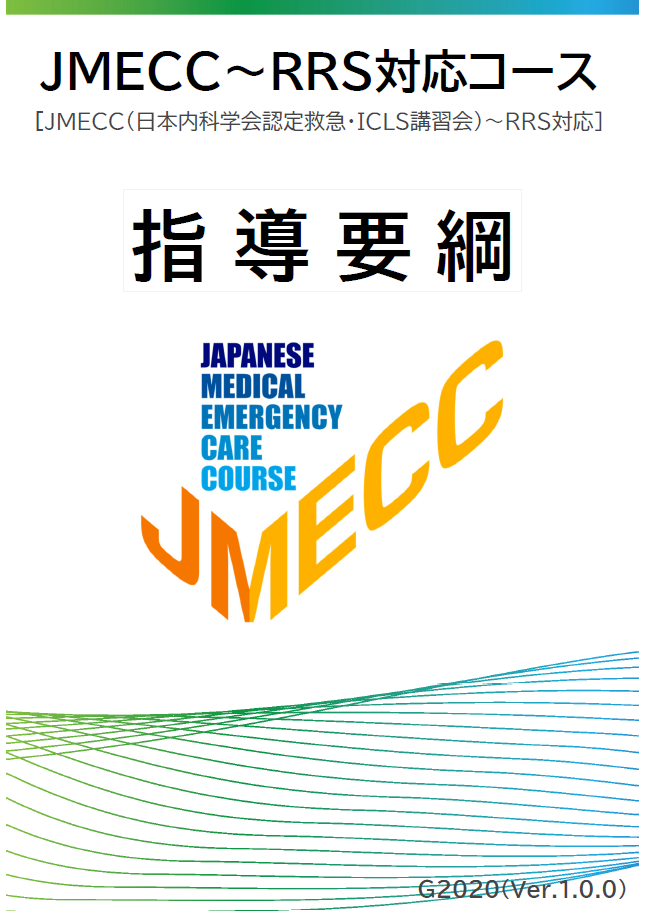 JMECC～RRS対応コース
[JMECC(日本内科学会認定救急・ICLS講習会)～RRS対応]
指導要綱
JAPANESE
MEDICAL
EMERGENCY
CARE
COURSE
JMECC
G2020(Ver.1.0.0)